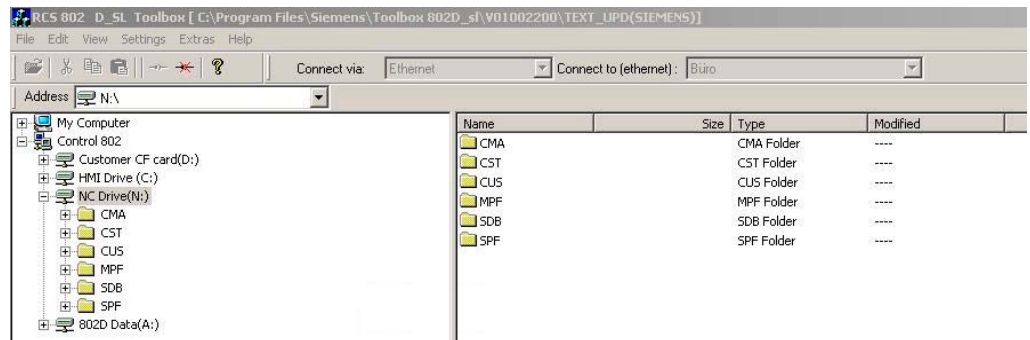 RCS 802 D_SL Toolbox [ C:\Program Files\Siemens\Toolbox 802D_sl\V01002200\TEXT_UPD(SIEMENS)]
File Edit View Settings Extras Help
Connect via: Ethernet Connect to (ethernet) : Büro
Address N:\
My Computer
Control 802
Customer CF card(D:)
HMI Drive (C:)
NC Drive(N:)
CMA
CST
CUS
MPF
SDB
SPF
802D Data(A:)
Name Size Type Modified
CMA CMA Folder ----
CST CST Folder ----
CUS CUS Folder ----
MPF MPF Folder ----
SDB SDB Folder ----
SPF SPF Folder ----